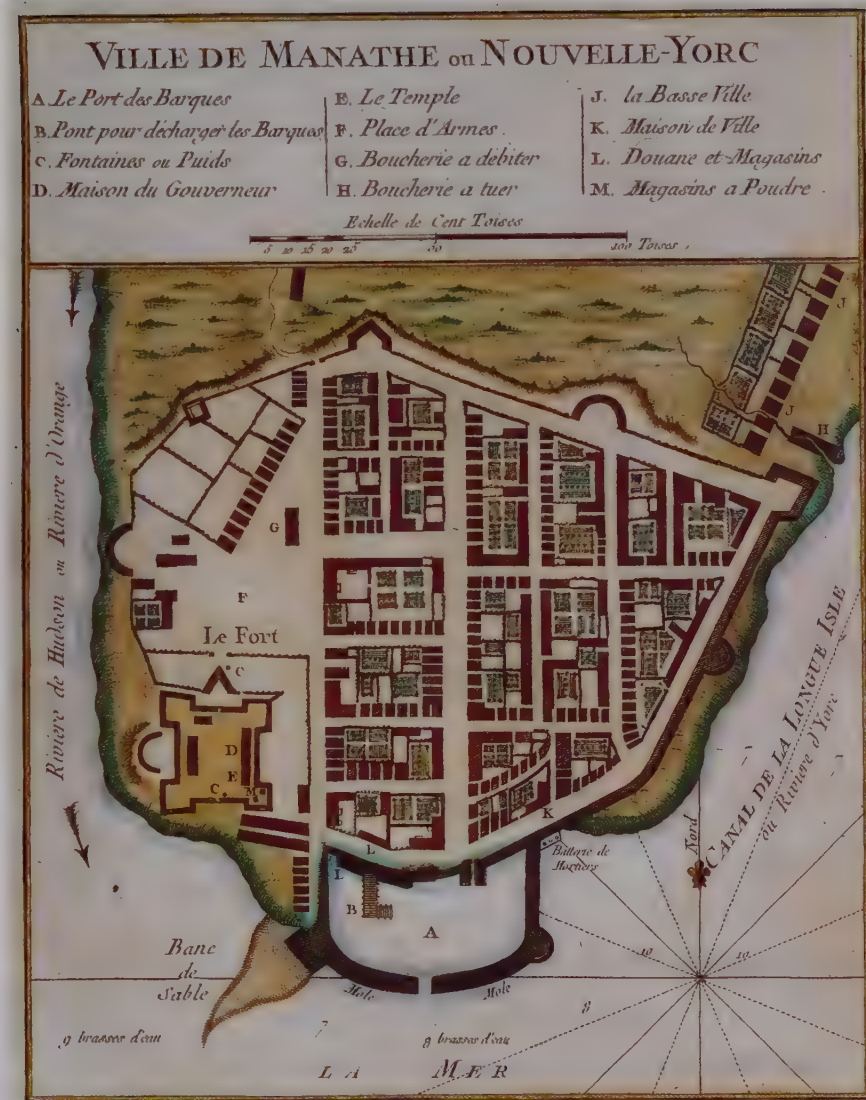 VILLE DE MANATHE ou NOUVELLE-YORC
A. Le Port des Barques
B. Pont pour décharger les Barques
C. Fontaines ou Puids
D. Maison du Gouverneur
E. Le Temple
F. Place d'Armes.
G. Boucherie a débiter
H. Boucherie a tuer
J. la Basse Ville.
K. Maison de Ville
L. Douane et Magasins
M. Magasins a Poudre.
Echelle de Cent Toises
5 10 15 20 25 50 100 Toises.
J
J
H
Riviere de Hudson ou Riviere d'Orange
G
F
Le Fort
C
D
E
C
M
K
L
L
B
A
Batterie de
Mortiers
Nord
CANAL DE LA LONGUE ISLE
ou Riviere d'Yorc
Banc
de
Sable
Mole
Mole
10
10
8
7
9 brasses d'eau
9 brasses d'eau
LA MER